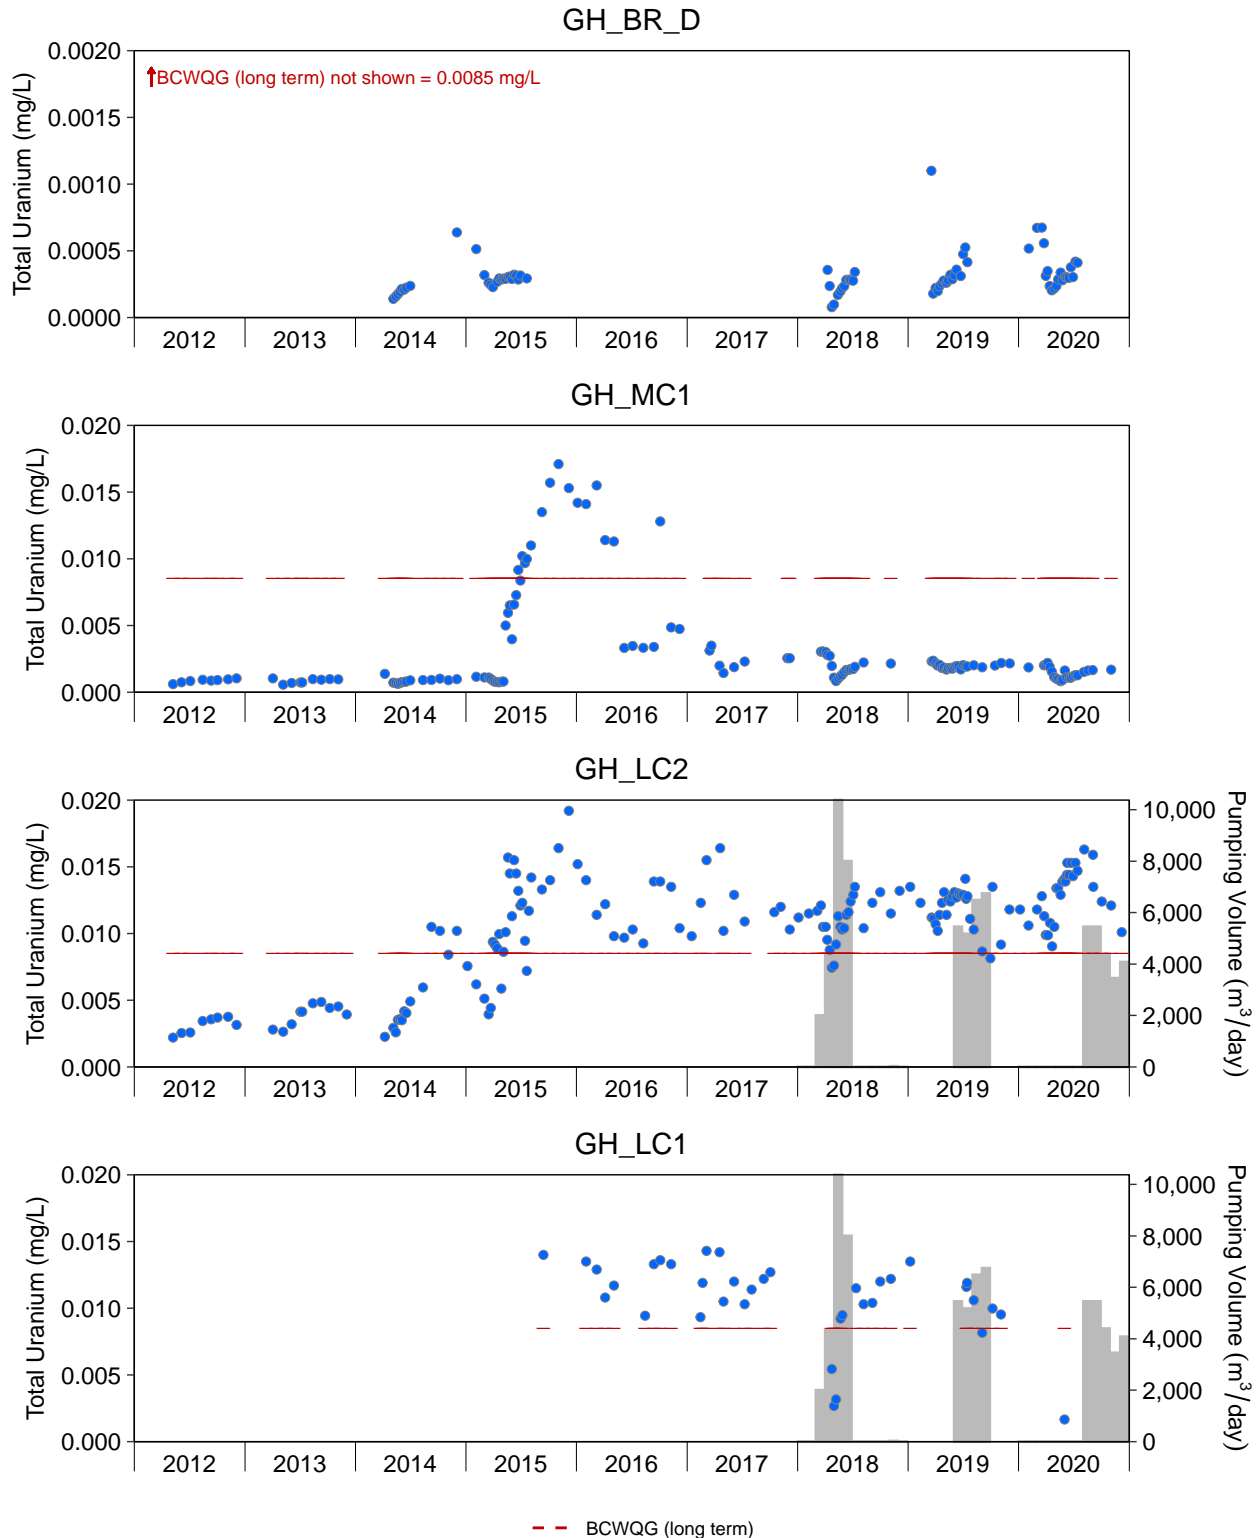 GH_BR_D
0.0020
BCWQG (long term) not shown = 0.0085 mg/L
0.0015
0.0010
0.0005
0.0000
Total Uranium (mg/L)
2012 2013 2014 2015 2016 2017 2018 2019 2020
GH_MC1
0.020
0.015
0.010
0.005
0.000
Total Uranium (mg/L)
2012 2013 2014 2015 2016 2017 2018 2019 2020
GH_LC2
0.020
0.015
0.010
0.005
0.000
Total Uranium (mg/L)
10,000
8,000
6,000
4,000
2,000
0
Pumping Volume (m³/day)
2012 2013 2014 2015 2016 2017 2018 2019 2020
GH_LC1
0.020
0.015
0.010
0.005
0.000
Total Uranium (mg/L)
10,000
8,000
6,000
4,000
2,000
0
Pumping Volume (m³/day)
2012 2013 2014 2015 2016 2017 2018 2019 2020
BCWQG (long term)